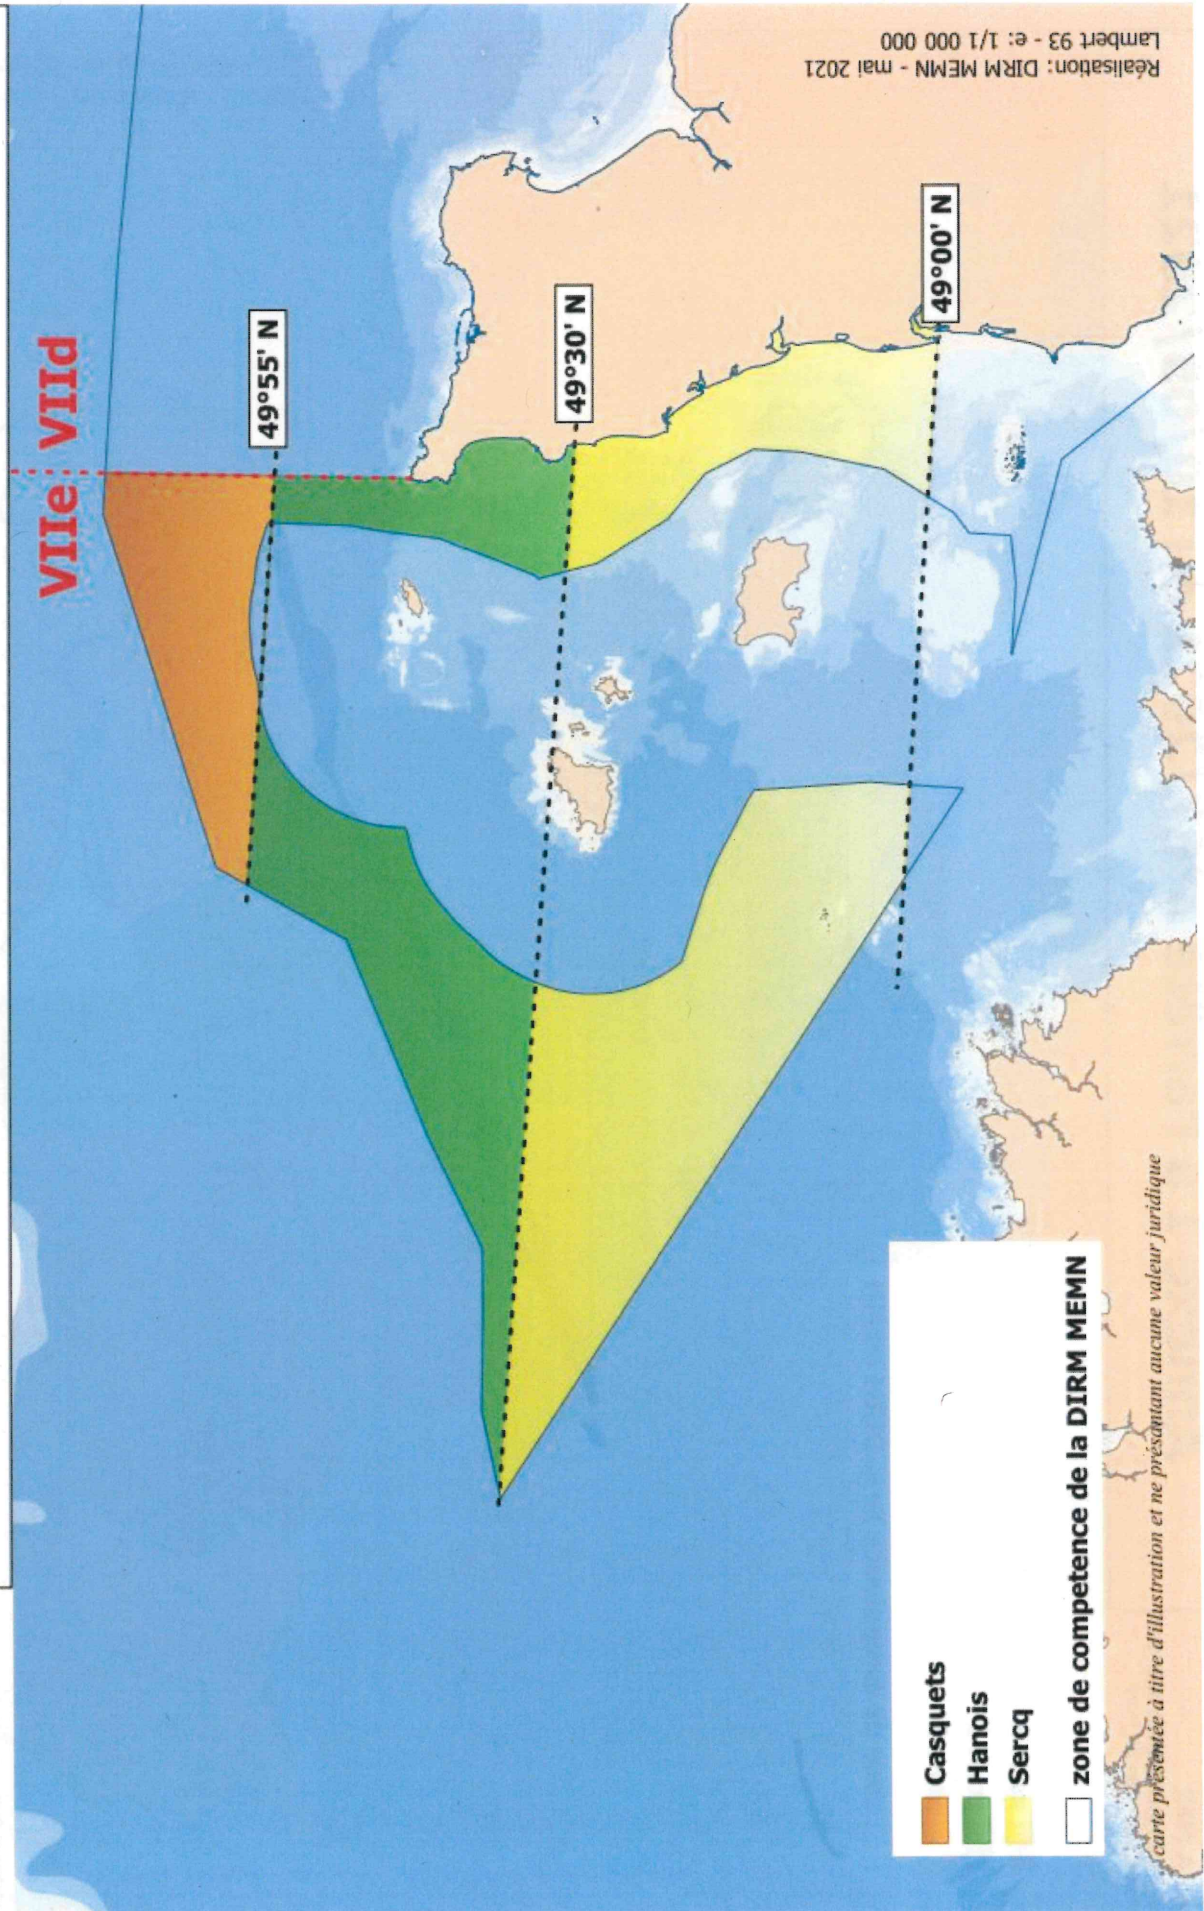 VIIe VIId
49°55' N
49°30' N
49°00' N
Casquets
Hanois
Sercq
zone de competence de la DIRM MEMN
carte présentée à titre d'illustration et ne présantant aucune valeur juridique
Réalisation: DIRM MEMN - mai 2021
Lambert 93 - e: 1/1 000 000